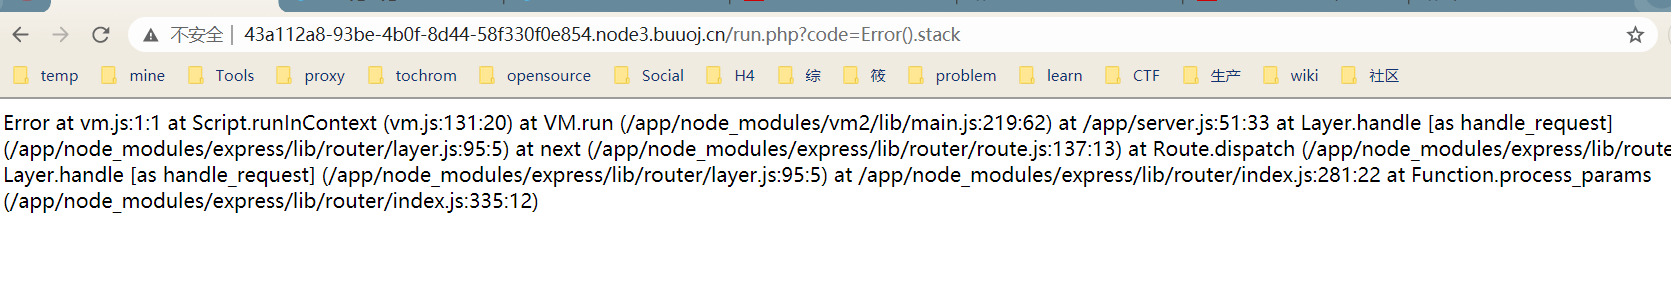 不安全 | 43a112a8-93be-4b0f-8d44-58f330f0e854.node3.buuoj.cn/run.php?code=Error().stack
temp mine Tools proxy tochrom opensource Social H4 综 筱 problem learn CTF 生产 wiki 社区
Error at vm.js:1:1 at Script.runInContext (vm.js:131:20) at VM.run (/app/node_modules/vm2/lib/main.js:219:62) at /app/server.js:51:33 at Layer.handle [as handle_request]
(/app/node_modules/express/lib/router/layer.js:95:5) at next (/app/node_modules/express/lib/router/route.js:137:13) at Route.dispatch (/app/node_modules/express/lib/route
Layer.handle [as handle_request] (/app/node_modules/express/lib/router/layer.js:95:5) at /app/node_modules/express/lib/router/index.js:281:22 at Function.process_params
(/app/node_modules/express/lib/router/index.js:335:12)